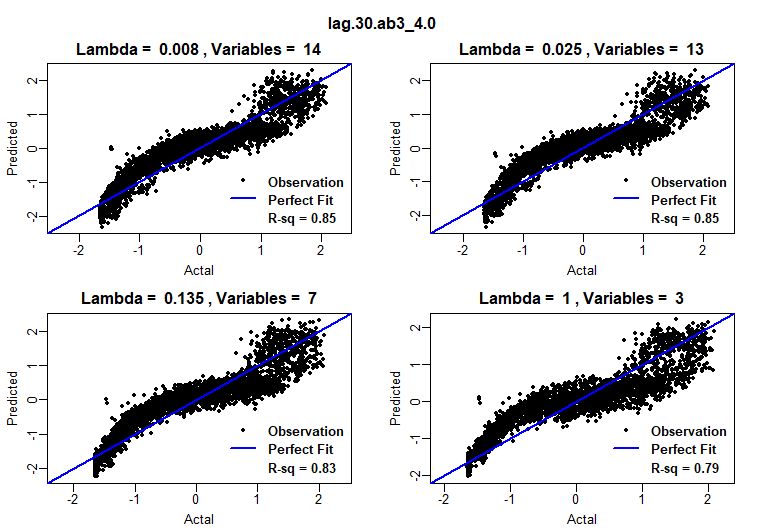 lag.30.ab3_4.0
Lambda = 0.008 , Variables = 14
Predicted
2
1
0
-1
-2
Observation
Perfect Fit
R-sq = 0.85
-2 -1 0 1 2
Actal
Lambda = 0.025 , Variables = 13
Predicted
2
1
0
-1
-2
Observation
Perfect Fit
R-sq = 0.85
-2 -1 0 1 2
Actal
Lambda = 0.135 , Variables = 7
Predicted
2
1
0
-1
-2
Observation
Perfect Fit
R-sq = 0.83
-2 -1 0 1 2
Actal
Lambda = 1 , Variables = 3
Predicted
2
1
0
-1
-2
Observation
Perfect Fit
R-sq = 0.79
-2 -1 0 1 2
Actal